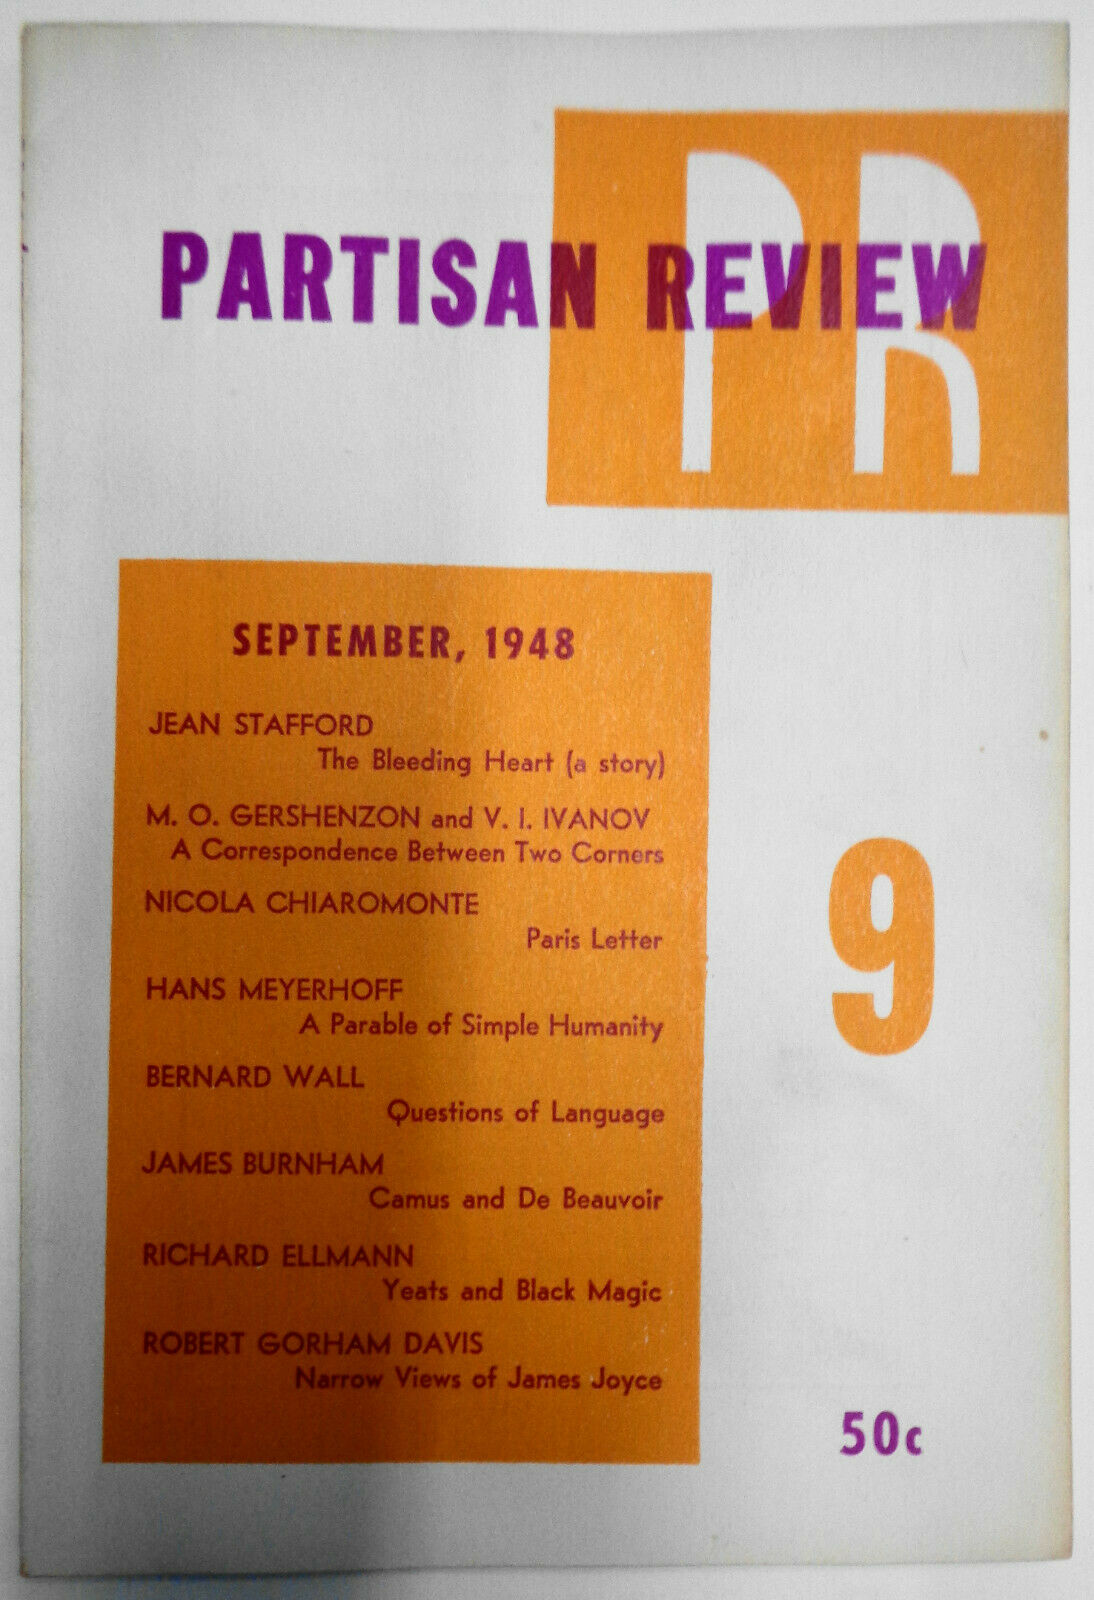 PR
PARTISAN REVIEW
SEPTEMBER, 1948
JEAN STAFFORD
The Bleeding Heart (a story)
M. O. GERSHENZON and V. I. IVANOV
A Correspondence Between Two Corners
NICOLA CHIAROMONTE
Paris Letter
HANS MEYERHOFF
A Parable of Simple Humanity
BERNARD WALL
Questions of Language
JAMES BURNHAM
Camus and De Beauvoir
RICHARD ELLMANN
Yeats and Black Magic
ROBERT GORHAM DAVIS
Narrow Views of James Joyce
9
50c